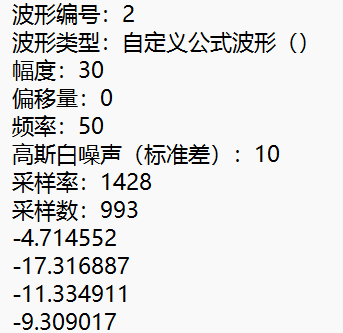 波形编号：2
波形类型：自定义公式波形（）
幅度：30
偏移量：0
频率：50
高斯白噪声（标准差）：10
采样率：1428
采样数：993
-4.714552
-17.316887
-11.334911
-9.309017